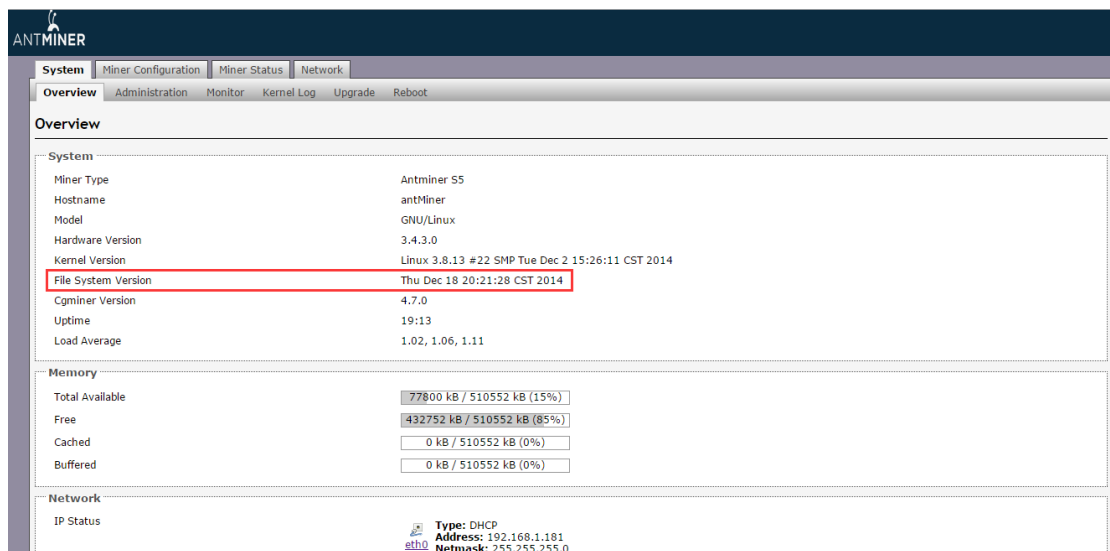 ANTMINER
System Miner Configuration Miner Status Network
Overview Administration Monitor Kernel Log Upgrade Reboot
Overview
System
Miner Type Antminer S5
Hostname antMiner
Model GNU/Linux
Hardware Version 3.4.3.0
Kernel Version Linux 3.8.13 #22 SMP Tue Dec 2 15:26:11 CST 2014
File System Version Thu Dec 18 20:21:28 CST 2014
Cgminer Version 4.7.0
Uptime 19:13
Load Average 1.02, 1.06, 1.11
Memory
Total Available 77800 kB / 510552 kB (15%)
Free 432752 kB / 510552 kB (85%)
Cached 0 kB / 510552 kB (0%)
Buffered 0 kB / 510552 kB (0%)
Network
IP Status Type: DHCP
Address: 192.168.1.181
eth0 Netmask: 255.255.255.0